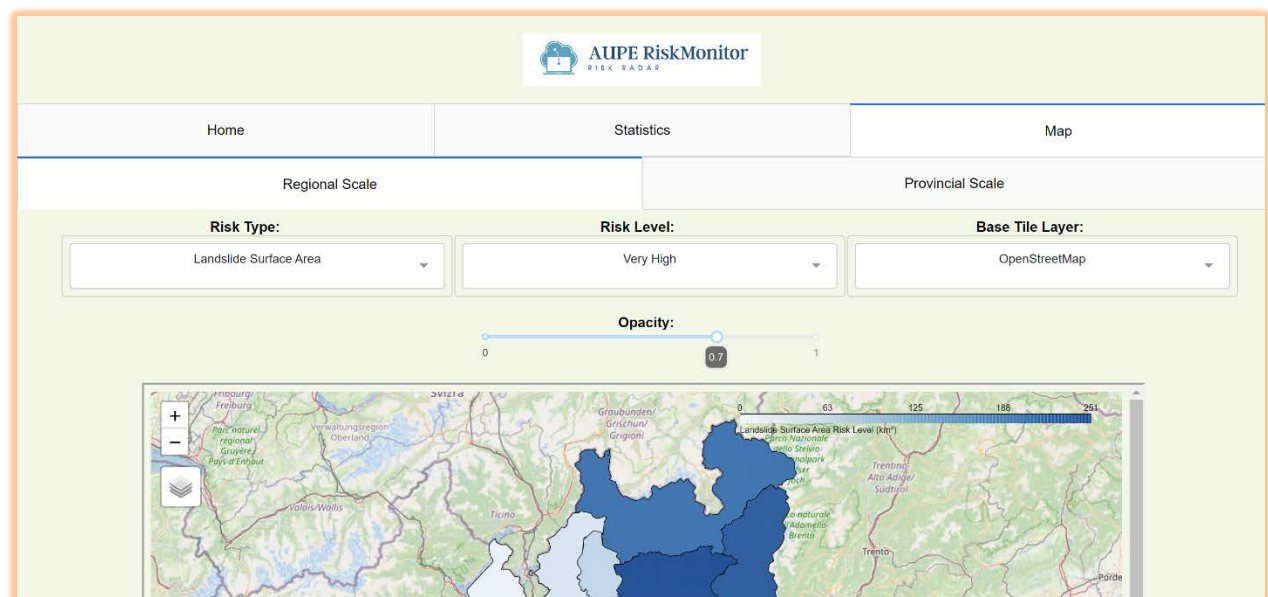 AUPE RiskMonitor
RISK RADAR
Home
Statistics
Map
Regional Scale
Provincial Scale
Risk Type:
Risk Level:
Base Tile Layer:
Landslide Surface Area
Very High
OpenStreetMap
Opacity:
0
0.7
1
+
−
Fribourg/
Freiburg
Parc naturel
régional
Gruyère
Pays-d'Enhaut
Verwaltungsregion
Oberland
Valais/Wallis
Svizra
Ticino
Graubünden/
Grischun/
Grigioni
0 63 125 188 251
Landslide Surface Area Risk Level (km²)
Parco Nazionale
dello Stelvio
Trentino
Alto Adige/
Südtirol
naturale
Adamello
Brenta
Trento
Porde